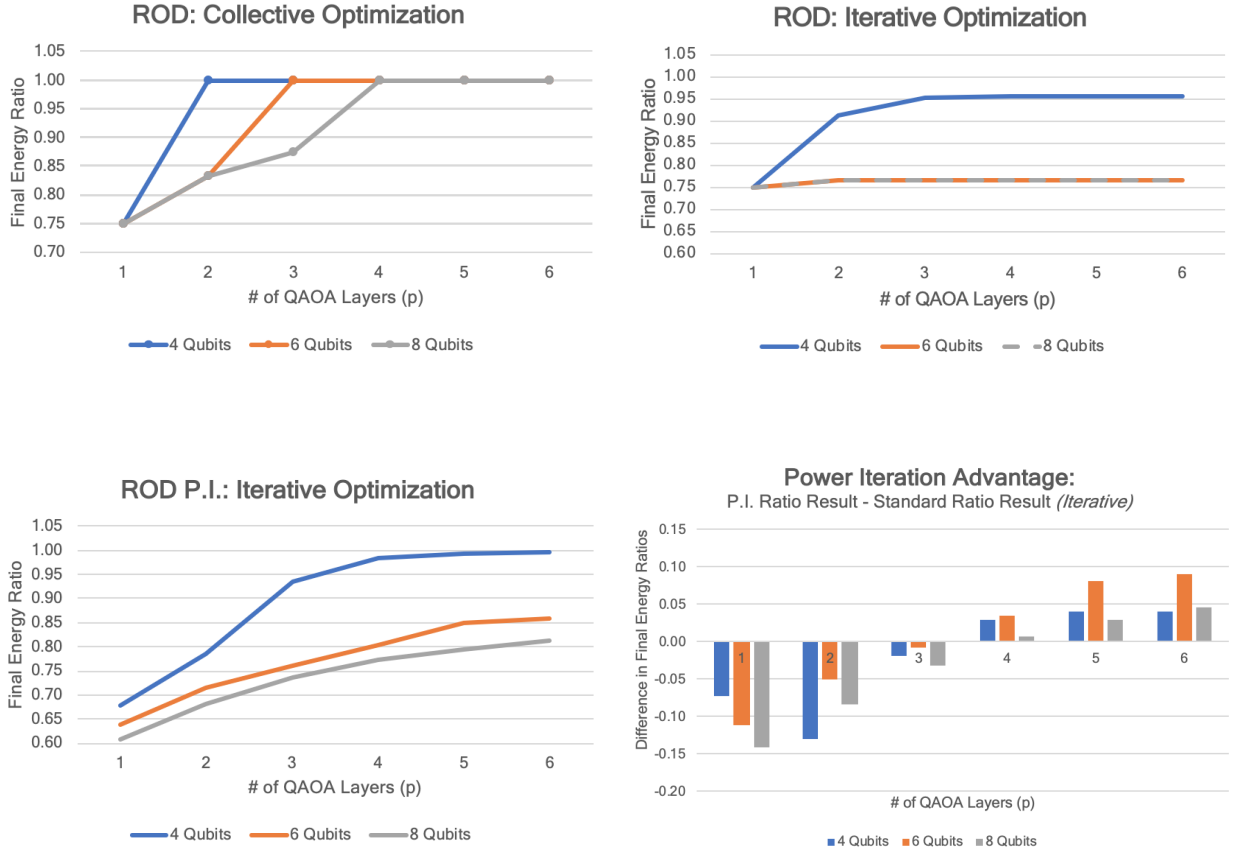 ROD: Collective Optimization
Final Energy Ratio
1.05
1.00
0.95
0.90
0.85
0.80
0.75
0.70
1 2 3 4 5 6
# of QAOA Layers (p)
4 Qubits 6 Qubits 8 Qubits
ROD: Iterative Optimization
Final Energy Ratio
1.05
1.00
0.95
0.90
0.85
0.80
0.75
0.70
0.65
0.60
1 2 3 4 5 6
# of QAOA Layers (p)
4 Qubits 6 Qubits 8 Qubits
ROD P.I.: Iterative Optimization
Final Energy Ratio
1.05
1.00
0.95
0.90
0.85
0.80
0.75
0.70
0.65
0.60
1 2 3 4 5 6
# of QAOA Layers (p)
4 Qubits 6 Qubits 8 Qubits
Power Iteration Advantage:
P.I. Ratio Result - Standard Ratio Result (Iterative)
Difference in Final Energy Ratios
0.15
0.10
0.05
0.00
-0.05
-0.10
-0.15
-0.20
1 2 3 4 5 6
# of QAOA Layers (p)
4 Qubits 6 Qubits 8 Qubits